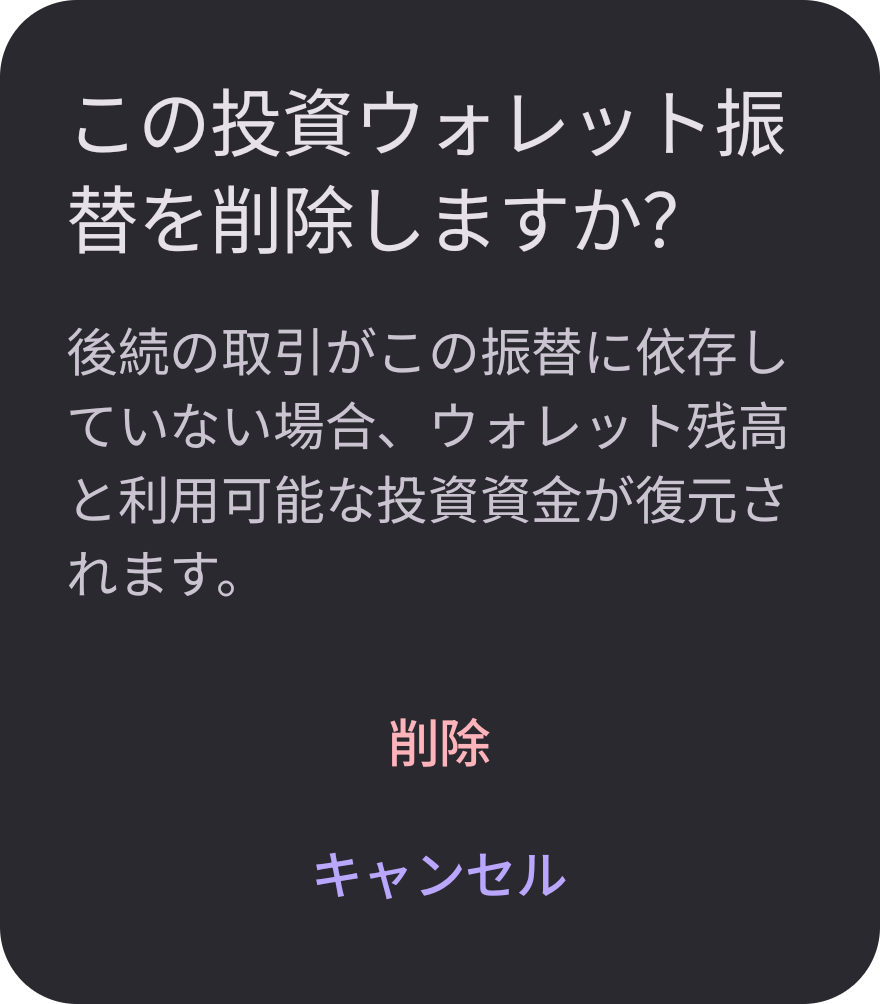 この投資ウォレット振
替を削除しますか?
後続の取引がこの振替に依存し
ていない場合、ウォレット残高
と利用可能な投資資金が復元さ
れます。
削除
キャンセル